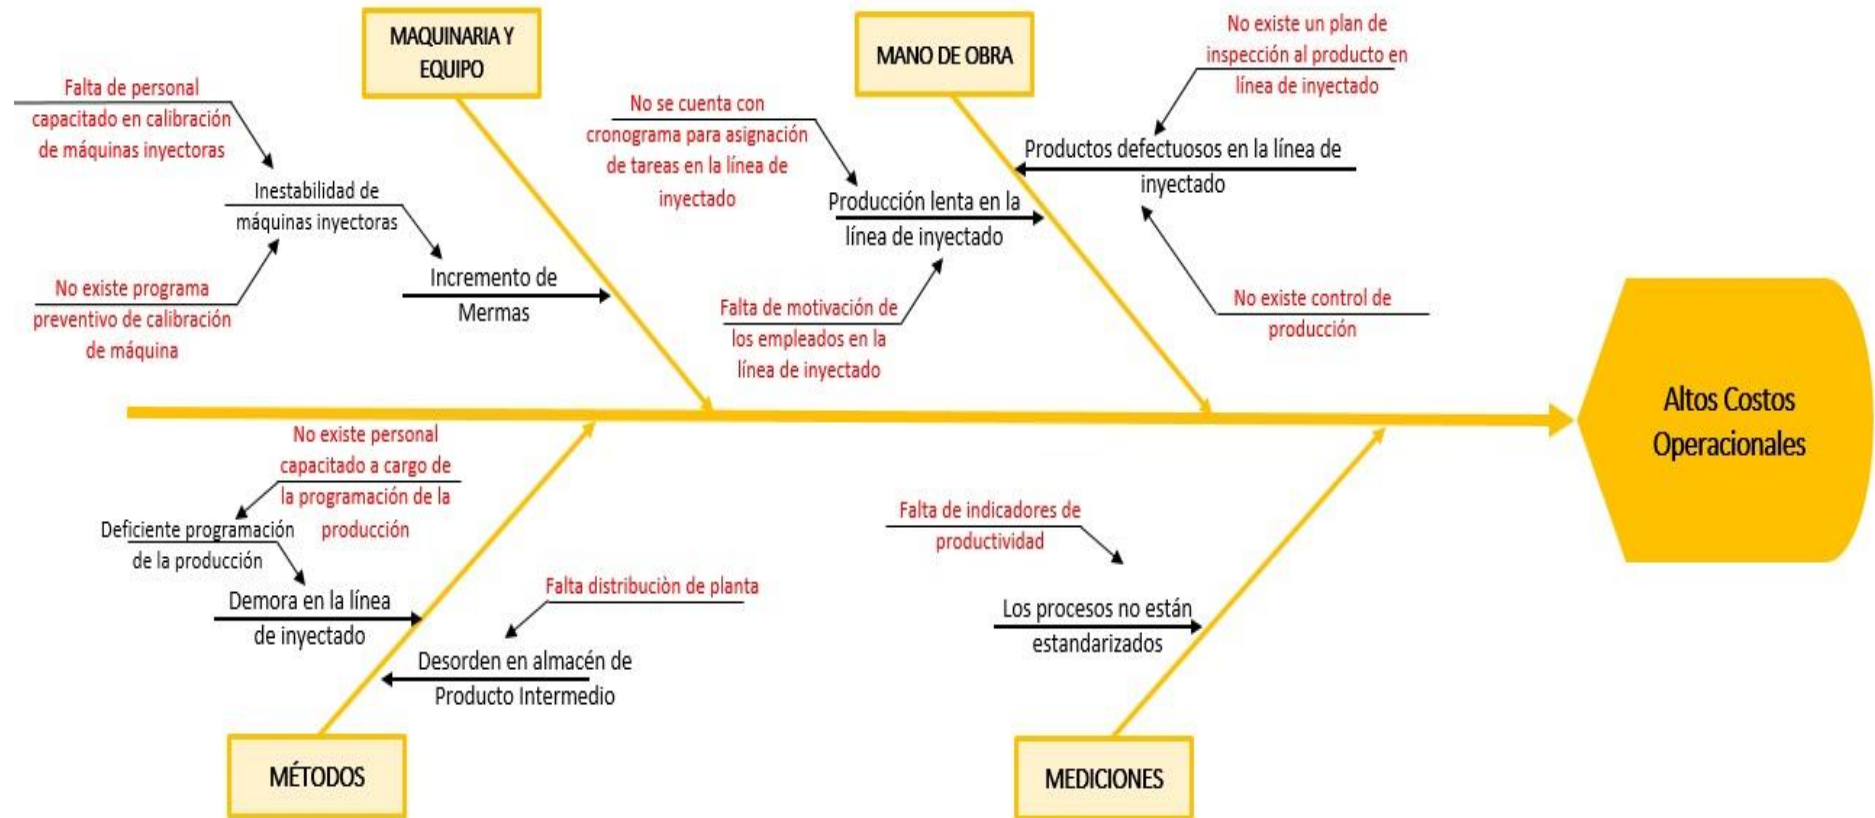 MAQUINARIA Y
EQUIPO
Falta de personal
capacitado en calibración
de máquinas inyectoras
Inestabilidad de
máquinas inyectoras
No existe programa
preventivo de calibración
de máquina
Incremento de
Mermas
MANO DE OBRA
No se cuenta con
cronograma para asignación
de tareas en la línea de
inyectado
Producción lenta en la
línea de inyectado
Falta de motivación de
los empleados en la
línea de inyectado
No existe un plan de
inspección al producto en
línea de inyectado
Productos defectuosos en la línea de
inyectado
No existe control de
producción
Altos Costos
Operacionales
No existe personal
capacitado a cargo de
la programación de la
producción
Deficiente programación
de la producción
Demora en la línea
de inyectado
Falta distribuciòn de planta
Desorden en almacén de
Producto Intermedio
MÉTODOS
Falta de indicadores de
productividad
Los procesos no están
estandarizados
MEDICIONES